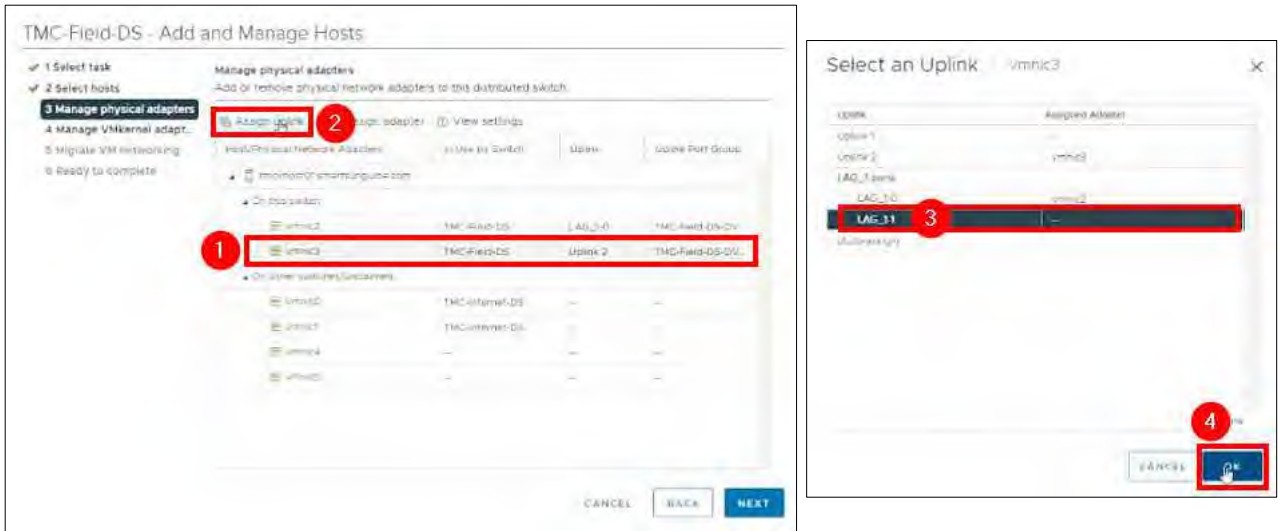 TMC-Field-DS - Add and Manage Hosts
1 Select task
2 Select hosts
3 Manage physical adapters
4 Manage VMkernel adapt...
5 Migrate VM networking
6 Ready to complete
Manage physical adapters
Add or remove physical network adapters to this distributed switch.
Assign uplink
2
adapter
View settings
Host/Physical Network Adapters
In Use by Switch
Uplink
Uplink Port Group
On this switch
vmnic2
TMC-Field-DS
LAG_1-0
TMC-Field-DS-DV...
1
vmnic3
TMC-Field-DS
Uplink 2
TMC-Field-DS-DV...
On other switches/unclaimed
vmnic0
TMC-Internet-DS
--
--
vmnic1
TMC-Internet-DS
--
--
vmnic4
--
--
--
vmnic5
--
--
--
CANCEL
BACK
NEXT
Select an Uplink
vmnic3
Uplink
Assigned Adapter
Uplink 1
--
Uplink 2
vmnic3
LAG_1 ports
LAG_1-0
vmnic2
LAG_1-1
3
--
4
CANCEL
OK